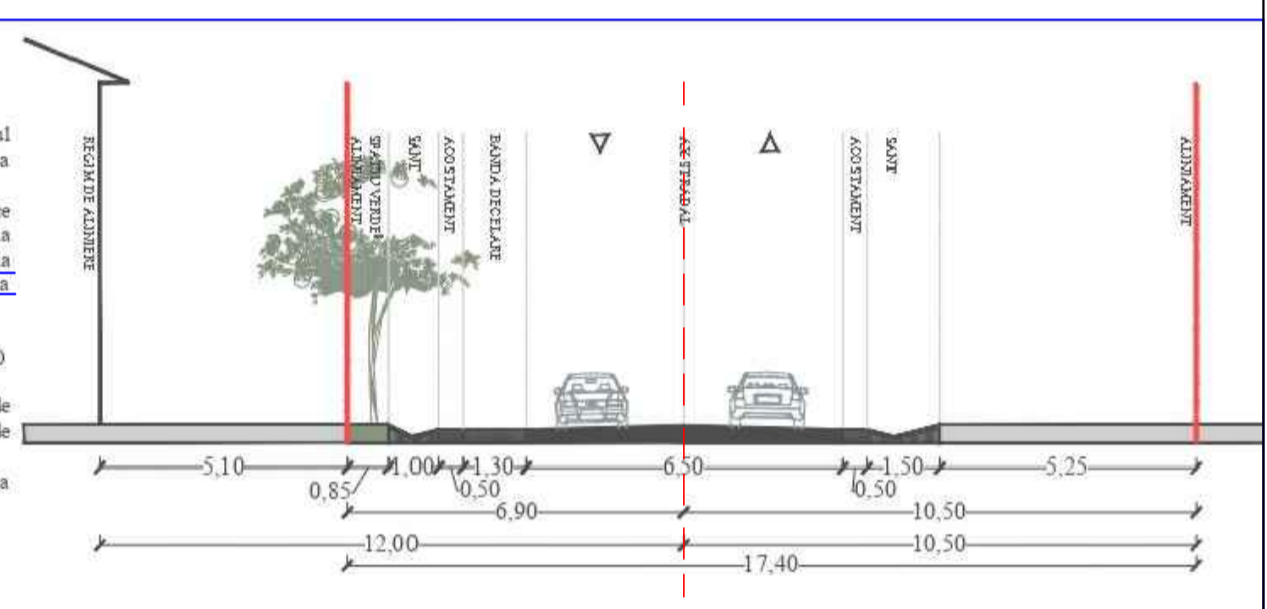 REGIM DE ALINIERE
ALINIAMENT
SPATIU VERDE
SANT
ACOSTAMENT
BANDA DECELARE
AX STRADAL
ACOSTAMENT
SANT
ALINIAMENT
5,10
1.00
1,30
6,50
1,50
5,25
0,85
0,50
0,50
6,90
10,50
12,00
10,50
17,40